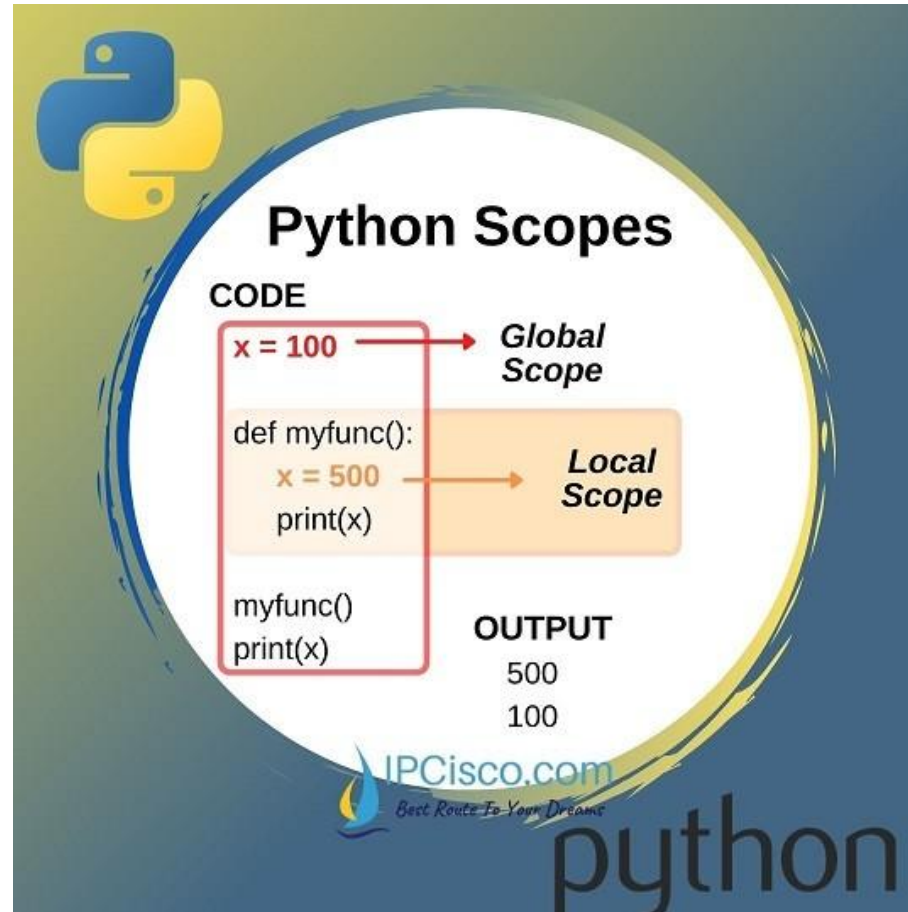 Python Scopes
CODE
x = 100
Global
Scope
def myfunc():
x = 500
Local
Scope
print(x)
myfunc()
print(x)
OUTPUT
500
100
IPCisco.com
Best Route To Your Dreams
python